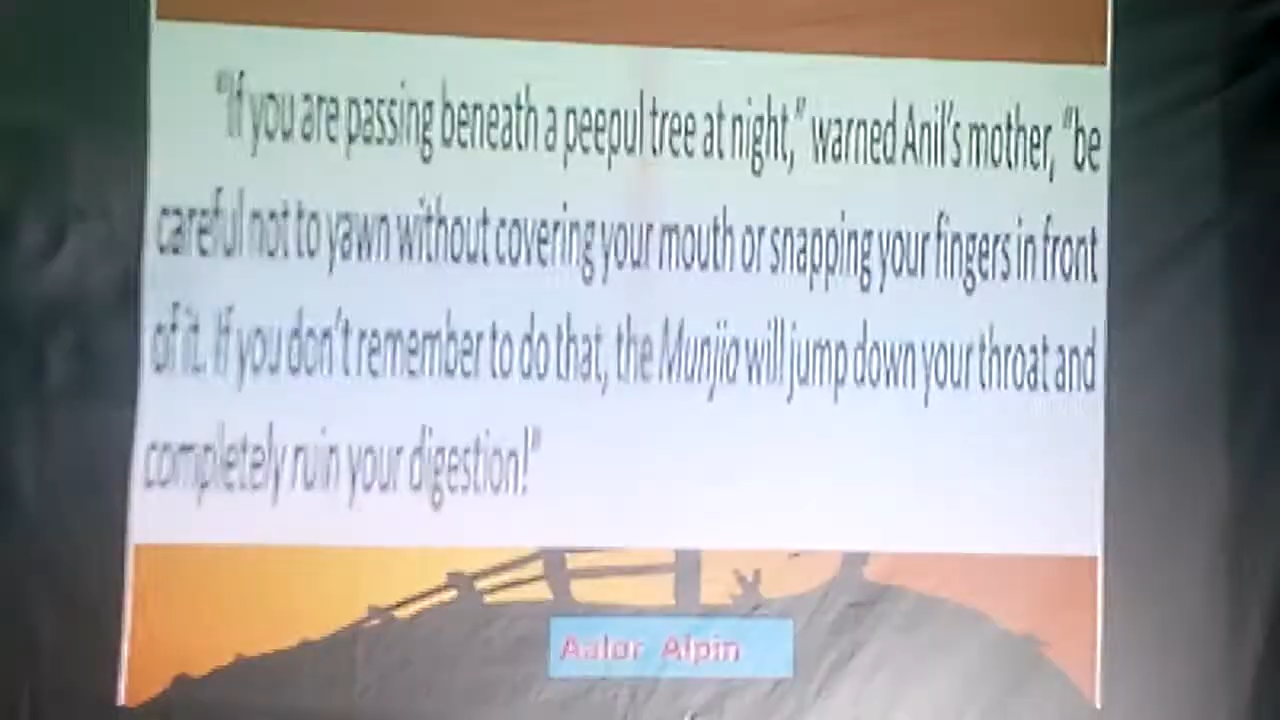 “If you are passing beneath a peepul tree at night,” warned Anil’s mother, “be
careful not to yawn without covering your mouth or snapping your fingers in front
of it. If you don’t remember to do that, the Munjia will jump down your throat and
completely ruin your digestion!”
Aalar Alpin